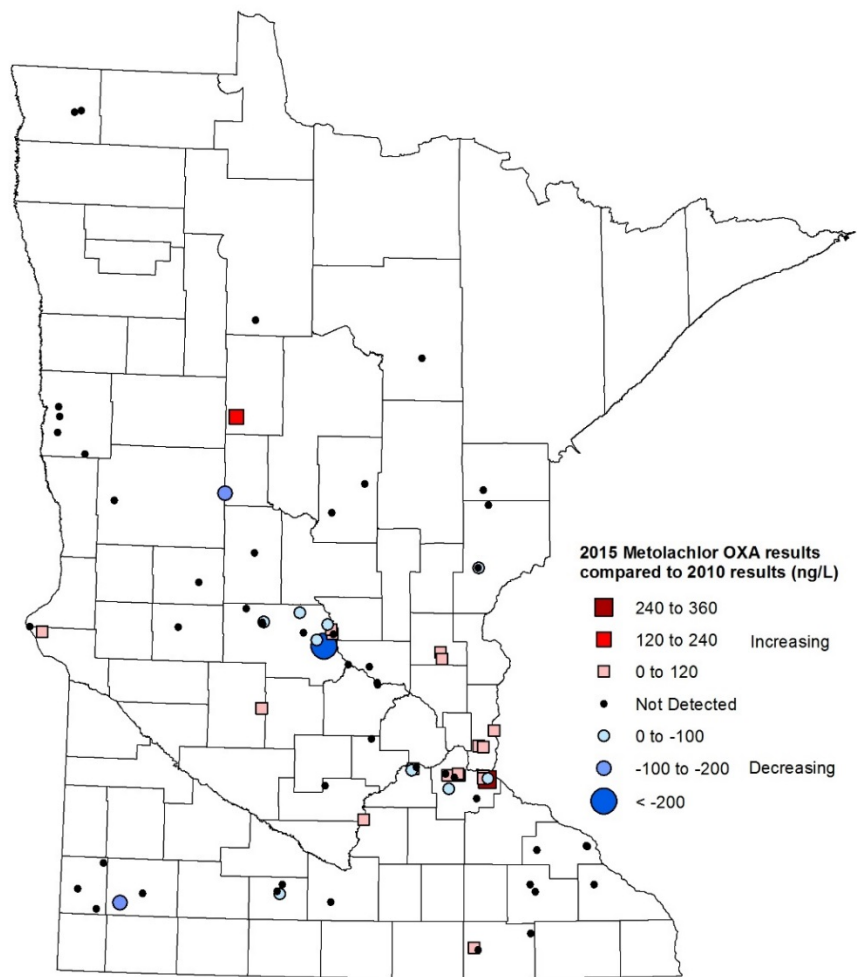 2015 Metolachlor OXA results
compared to 2010 results (ng/L)
240 to 360
120 to 240 Increasing
0 to 120
Not Detected
0 to -100
-100 to -200 Decreasing
< -200